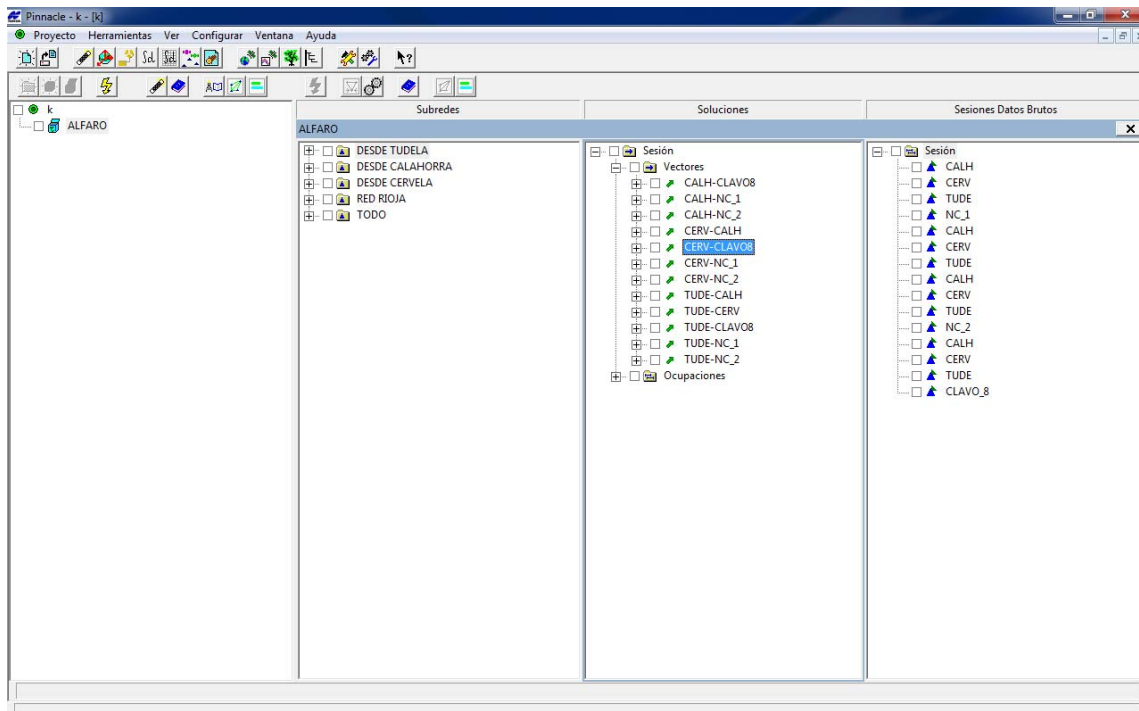 Pinnacle - k - [k]
Proyecto Herramientas Ver Configurar Ventana Ayuda
k
ALFARO
Subredes
Soluciones
Sesiones Datos Brutos
ALFARO
DESDE TUDELA
DESDE CALAHORRA
DESDE CERVELA
RED RIOJA
TODO
Sesión
Vectores
CALH-CLAVO8
CALH-NC_1
CALH-NC_2
CERV-CALH
CERV-CLAVO8
CERV-NC_1
CERV-NC_2
TUDE-CALH
TUDE-CERV
TUDE-CLAVO8
TUDE-NC_1
TUDE-NC_2
Ocupaciones
Sesión
CALH
CERV
TUDE
NC_1
CALH
CERV
TUDE
CALH
CERV
TUDE
NC_2
CALH
CERV
TUDE
CLAVO_8